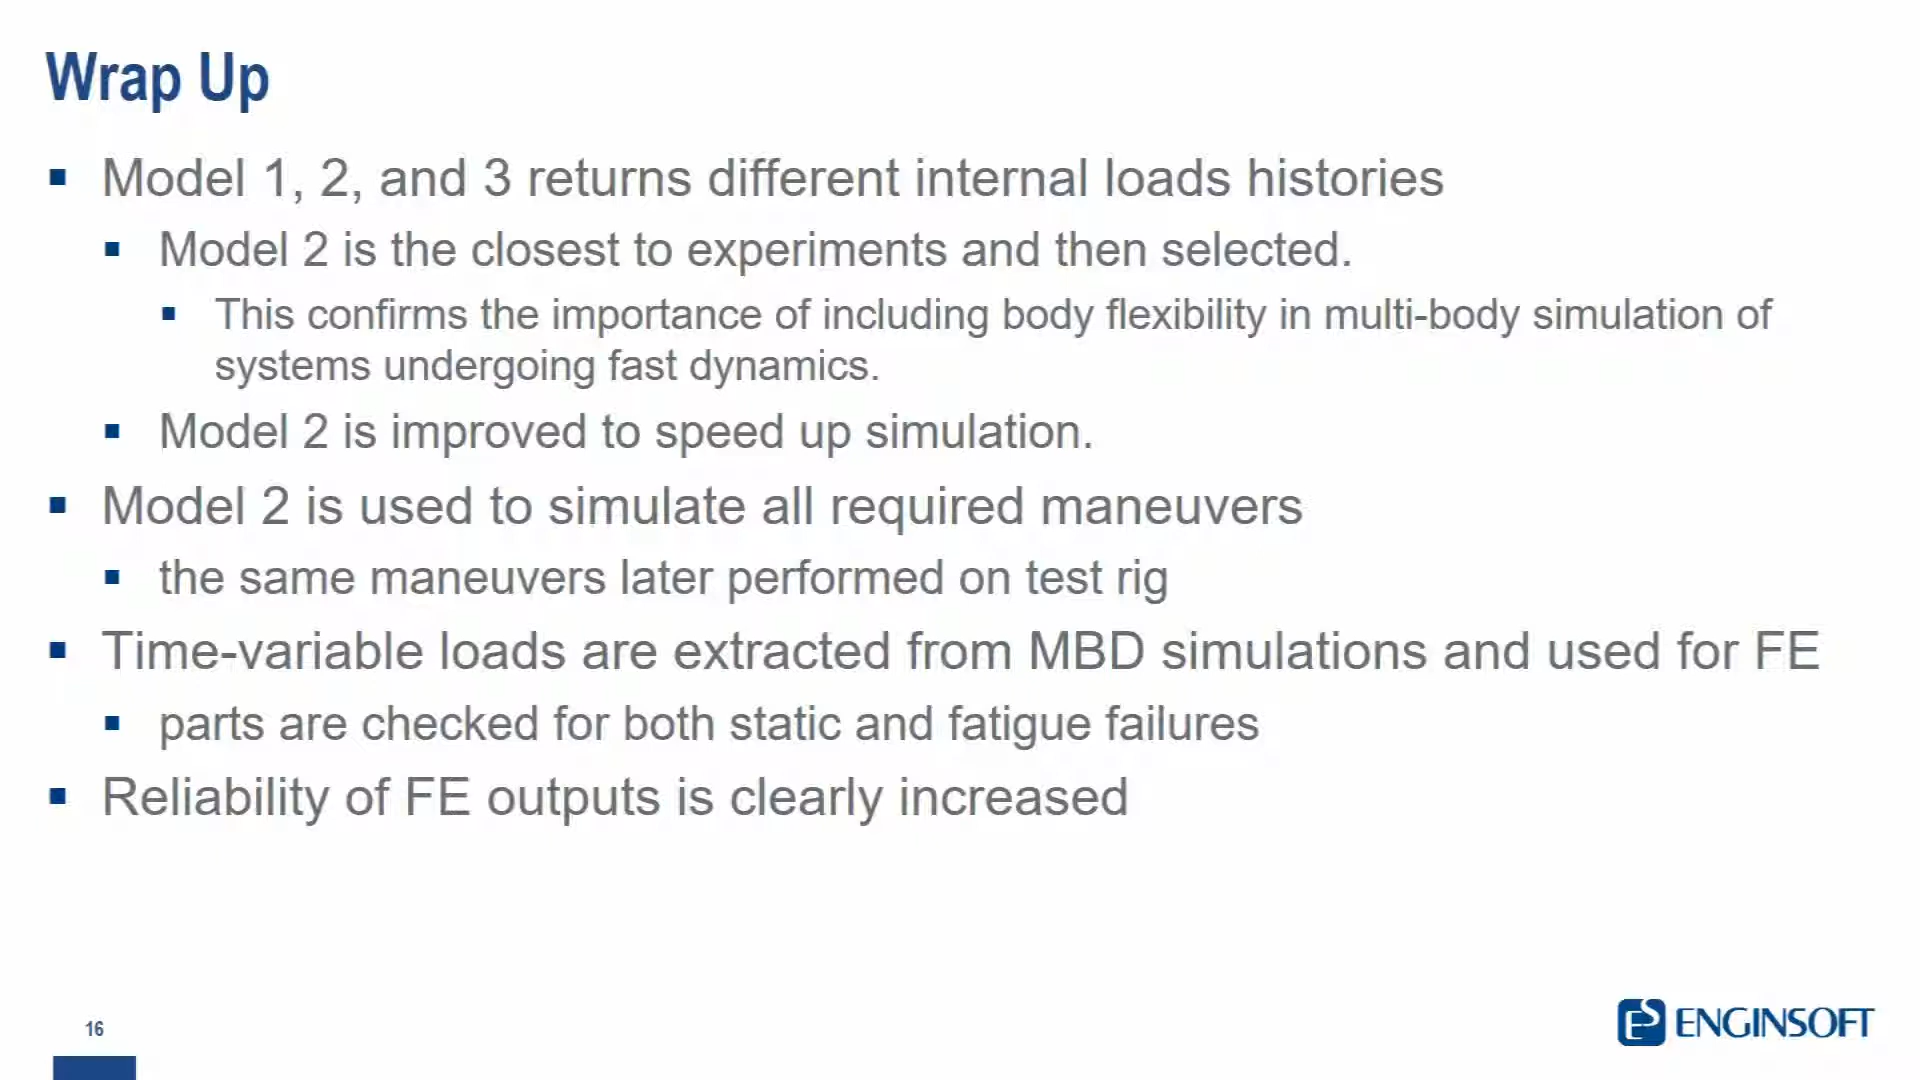 Wrap Up
Model 1, 2, and 3 returns different internal loads histories
Model 2 is the closest to experiments and then selected.
This confirms the importance of including body flexibility in multi-body simulation of
systems undergoing fast dynamics.
Model 2 is improved to speed up simulation.
Model 2 is used to simulate all required maneuvers
the same maneuvers later performed on test rig
Time-variable loads are extracted from MBD simulations and used for FE
parts are checked for both static and fatigue failures
Reliability of FE outputs is clearly increased
16
ES ENGINSOFT